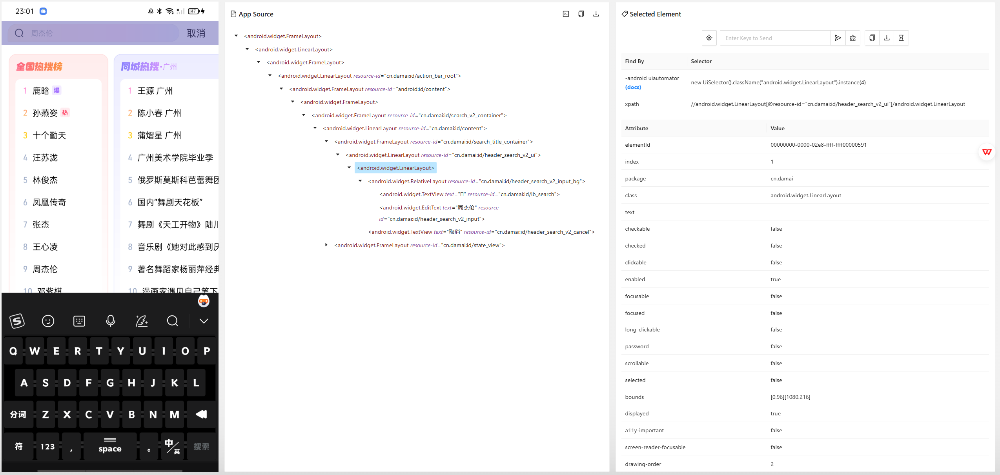 23:01
47
周杰伦
取消
全国热搜榜
1 鹿晗 爆
2 孙燕姿 热
3 十个勤天
4 汪苏泷
5 林俊杰
6 凤凰传奇
7 张杰
8 王心凌
9 周杰伦
10 邓紫棋
同城热搜·广州
1 王源 广州
2 陈小春 广州
3 蒲熠星 广州
4 广州美术学院毕业季
5 俄罗斯莫斯科芭蕾舞团
6 国内“舞剧天花板”
7 舞剧《天工开物》陆川
8 音乐剧《她对此感到厌
9 著名舞蹈家杨丽萍经典
10 漫画家遇见自己笔下
Q W E R T Y U I O P
A S D F G H J K L
分词 Z X C V B N M
符 123 , space 。 中/英 搜索
App Source
<android.widget.FrameLayout>
<android.widget.LinearLayout>
<android.widget.FrameLayout>
<android.widget.LinearLayout resource-id="cn.damai:id/action_bar_root">
<android.widget.FrameLayout resource-id="android:id/content">
<android.widget.FrameLayout>
<android.widget.FrameLayout resource-id="cn.damai:id/search_v2_container">
<android.widget.LinearLayout resource-id="cn.damai:id/content">
<android.widget.FrameLayout resource-id="cn.damai:id/search_title_container">
<android.widget.LinearLayout resource-id="cn.damai:id/header_search_v2_ui">
<android.widget.LinearLayout>
<android.widget.RelativeLayout resource-id="cn.damai:id/header_search_v2_input_bg">
<android.widget.TextView text="▯" resource-id="cn.damai:id/ib_search">
<android.widget.EditText text="周杰伦" resource-
id="cn.damai:id/header_search_v2_input">
<android.widget.TextView text="取消" resource-id="cn.damai:id/header_search_v2_cancel">
<android.widget.FrameLayout resource-id="cn.damai:id/state_view">
Selected Element
Enter Keys to Send
Find By Selector
-android uiautomator
(docs)
new UiSelector().className("android.widget.LinearLayout").instance(4)
xpath //android.widget.LinearLayout[@resource-id="cn.damai:id/header_search_v2_ui"]/android.widget.LinearLayout
Attribute Value
elementId 00000000-0000-02e8-ffff-ffff00000591
index 1
package cn.damai
class android.widget.LinearLayout
text
checkable false
checked false
clickable false
enabled true
focusable false
focused false
long-clickable false
password false
scrollable false
selected false
bounds [0,96][1080,216]
displayed true
a11y-important false
screen-reader-focusable false
drawing-order 2